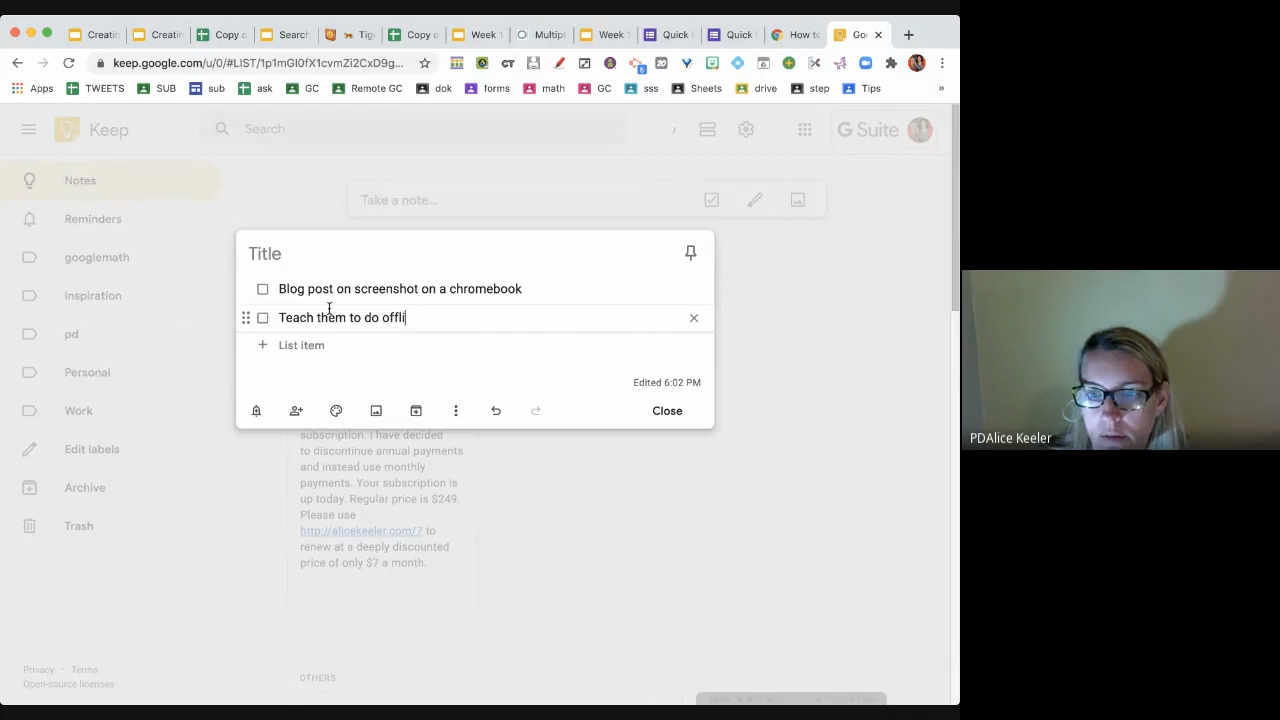 Creatin
Creatin
Copy o
Search
Tige
Copy o
Week 1
Multipl
Week 1
Quick F
Quick
How to
Goo
keep.google.com/u/0/#LIST/1p1mGI0fX1cvmZi2CxD9g...
Apps
TWEETS
SUB
sub
ask
GC
Remote GC
dok
forms
math
GC
sss
Sheets
drive
step
Tips
»
Keep
Search
G Suite
Notes
Reminders
googlemath
Inspiration
pd
Personal
Work
Edit labels
Archive
Trash
Take a note...
Title
Blog post on screenshot on a chromebook
Teach them to do offli
+ List item
Edited 6:02 PM
Close
subscription. I have decided
to discontinue annual payments
and instead use monthly
payments. Your subscription is
up today. Regular price is $249.
Please use
http://alicekeeler.com/7 to
renew at a deeply discounted
price of only $7 a month.
PDAlice Keeler
Privacy · Terms
Open-source licenses
OTHERS